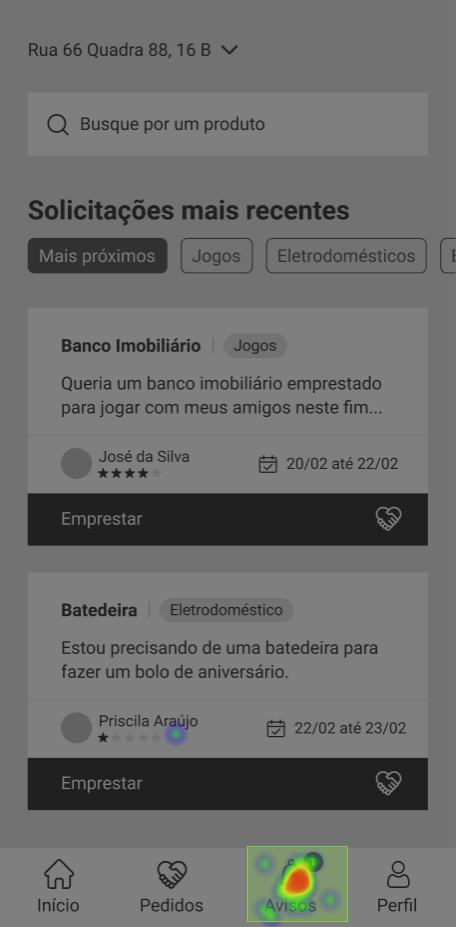 Rua 66 Quadra 88, 16 B
Busque por um produto
Solicitações mais recentes
Mais próximos Jogos Eletrodomésticos
Banco Imobiliário | Jogos
Queria um banco imobiliário emprestado
para jogar com meus amigos neste fim...
José da Silva 20/02 até 22/02
Emprestar
Batedeira | Eletrodoméstico
Estou precisando de uma batedeira para
fazer um bolo de aniversário.
Priscila Araújo 22/02 até 23/02
Emprestar
Início Pedidos Avisos Perfil